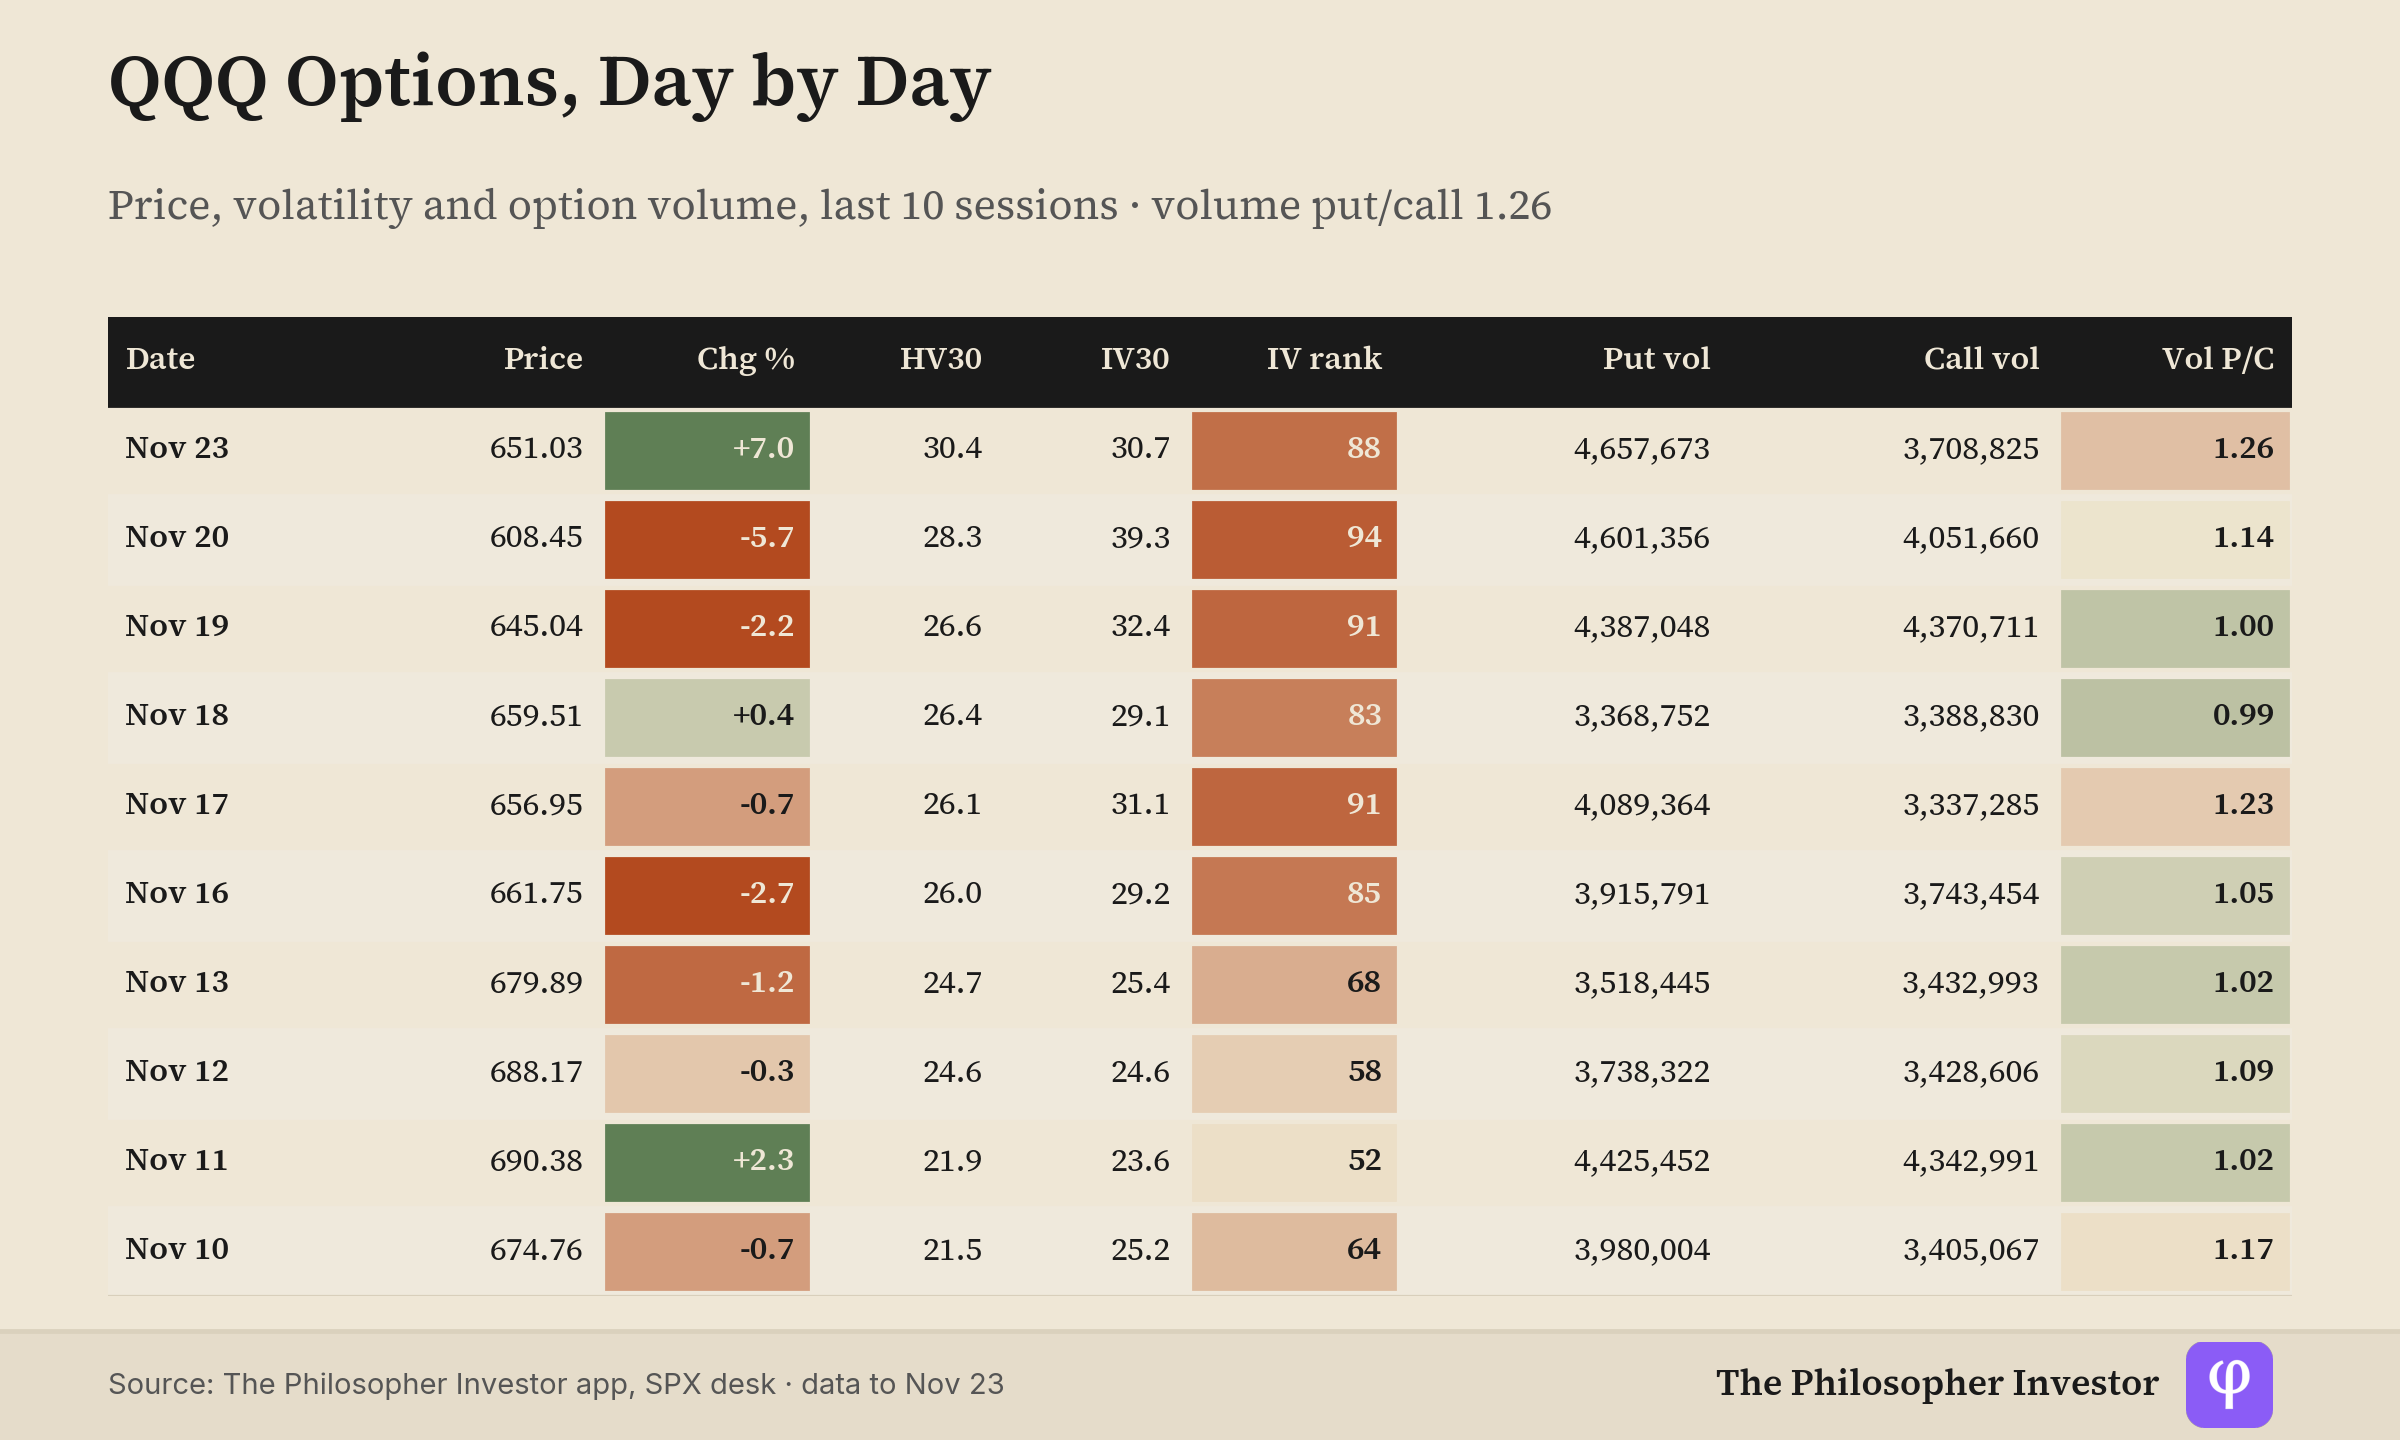 QQQ Options, Day by Day
Price, volatility and option volume, last 10 sessions · volume put/call 1.26
Date Price Chg % HV30 IV30 IV rank Put vol Call vol Vol P/C
Nov 23 651.03 +7.0 30.4 30.7 88 4,657,673 3,708,825 1.26
Nov 20 608.45 -5.7 28.3 39.3 94 4,601,356 4,051,660 1.14
Nov 19 645.04 -2.2 26.6 32.4 91 4,387,048 4,370,711 1.00
Nov 18 659.51 +0.4 26.4 29.1 83 3,368,752 3,388,830 0.99
Nov 17 656.95 -0.7 26.1 31.1 91 4,089,364 3,337,285 1.23
Nov 16 661.75 -2.7 26.0 29.2 85 3,915,791 3,743,454 1.05
Nov 13 679.89 -1.2 24.7 25.4 68 3,518,445 3,432,993 1.02
Nov 12 688.17 -0.3 24.6 24.6 58 3,738,322 3,428,606 1.09
Nov 11 690.38 +2.3 21.9 23.6 52 4,425,452 4,342,991 1.02
Nov 10 674.76 -0.7 21.5 25.2 64 3,980,004 3,405,067 1.17
Source: The Philosopher Investor app, SPX desk · data to Nov 23
The Philosopher Investor φ